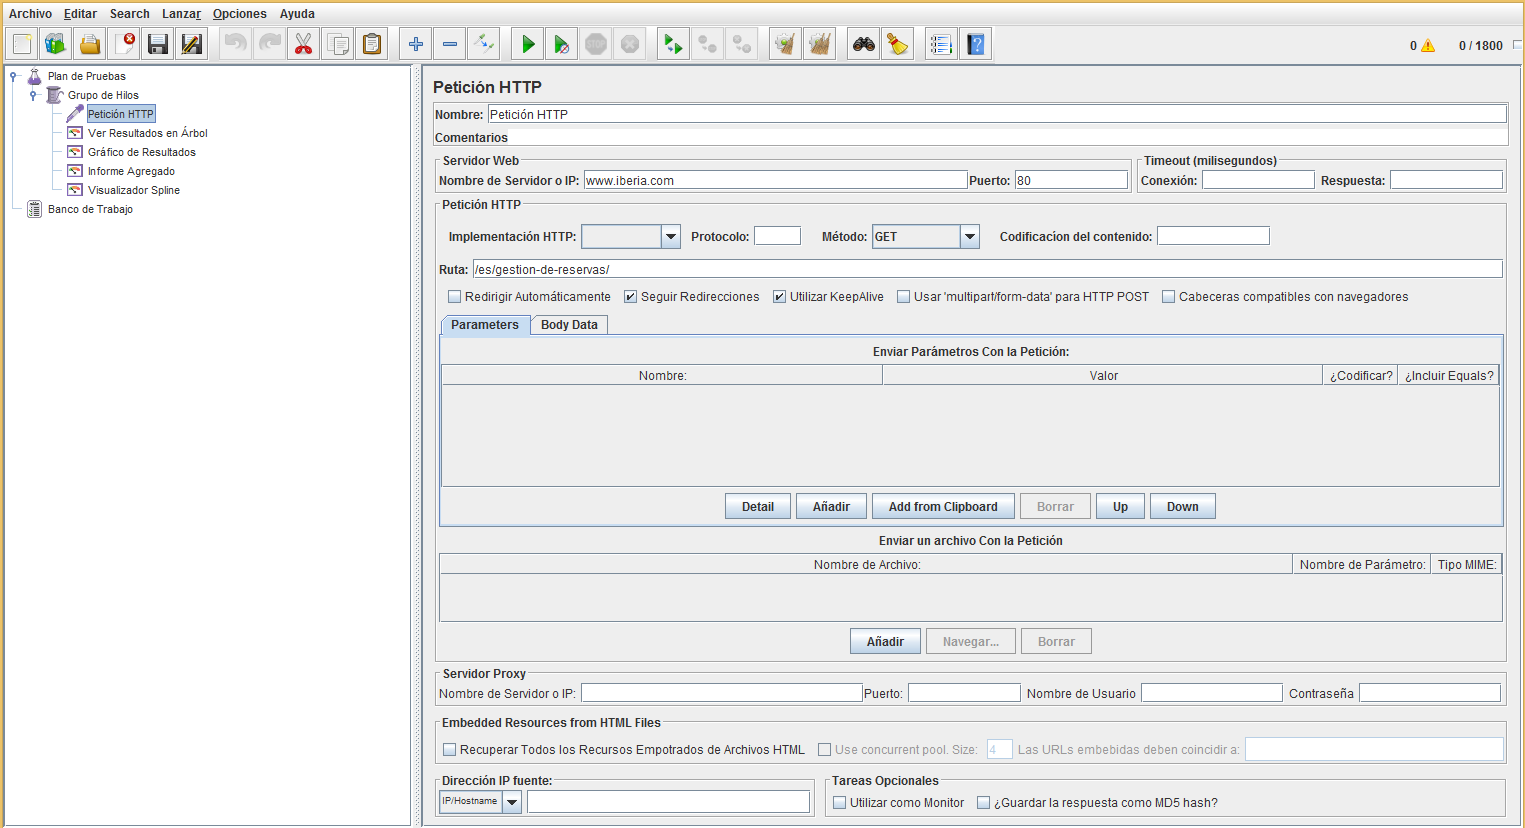 Archivo Editar Search Lanzar Opciones Ayuda
STOP
0 0 / 1800
Plan de Pruebas
Grupo de Hilos
Petición HTTP
Ver Resultados en Árbol
Gráfico de Resultados
Informe Agregado
Visualizador Spline
Banco de Trabajo
Petición HTTP
Nombre: Petición HTTP
Comentarios
Servidor Web
Nombre de Servidor o IP: www.iberia.com Puerto: 80
Timeout (milisegundos)
Conexión: Respuesta:
Petición HTTP
Implementación HTTP: Protocolo: Método: GET Codificacíon del contenido:
Ruta: /es/gestion-de-reservas/
Redirigir Automáticamente Seguir Redirecciones Utilizar KeepAlive Usar 'multipart/form-data' para HTTP POST Cabeceras compatibles con navegadores
Parameters Body Data
Enviar Parámetros Con la Petición:
Nombre: Valor ¿Codificar? ¿Incluir Equals?
Detail Añadir Add from Clipboard Borrar Up Down
Enviar un archivo Con la Petición
Nombre de Archivo: Nombre de Parámetro: Tipo MIME:
Añadir Navegar... Borrar
Servidor Proxy
Nombre de Servidor o IP: Puerto: Nombre de Usuario Contraseña
Embedded Resources from HTML Files
Recuperar Todos los Recursos Empotrados de Archivos HTML Use concurrent pool. Size: 4 Las URLs embebidas deben coincidir a:
Dirección IP fuente:
IP/Hostname
Tareas Opcionales
Utilizar como Monitor ¿Guardar la respuesta como MD5 hash?